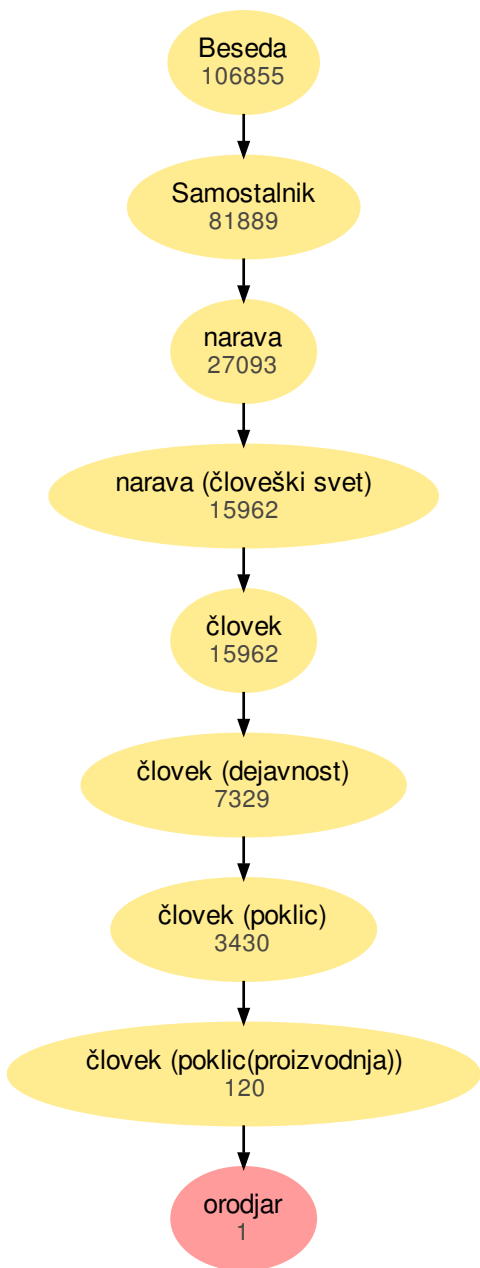 Beseda
106855
Samostalnik
81889
narava
27093
narava (človeški svet)
15962
človek
15962
človek (dejavnost)
7329
človek (poklic)
3430
človek (poklic(proizvodnja))
120
orodjar
1